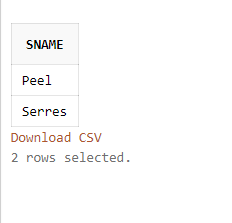 SNAME
Peel
Serres
Download CSV
2 rows selected.